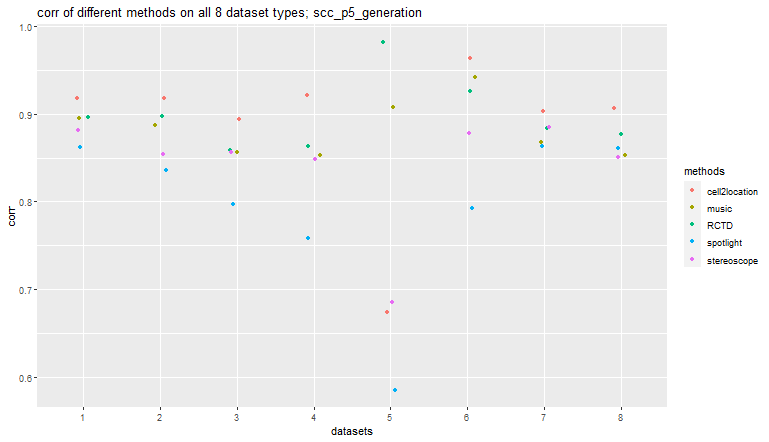 corr of different methods on all 8 dataset types; scc_p5_generation
1.0
0.9
0.8
0.7
0.6
corr
1 2 3 4 5 6 7 8
datasets
methods
cell2location
music
RCTD
spotlight
stereoscope